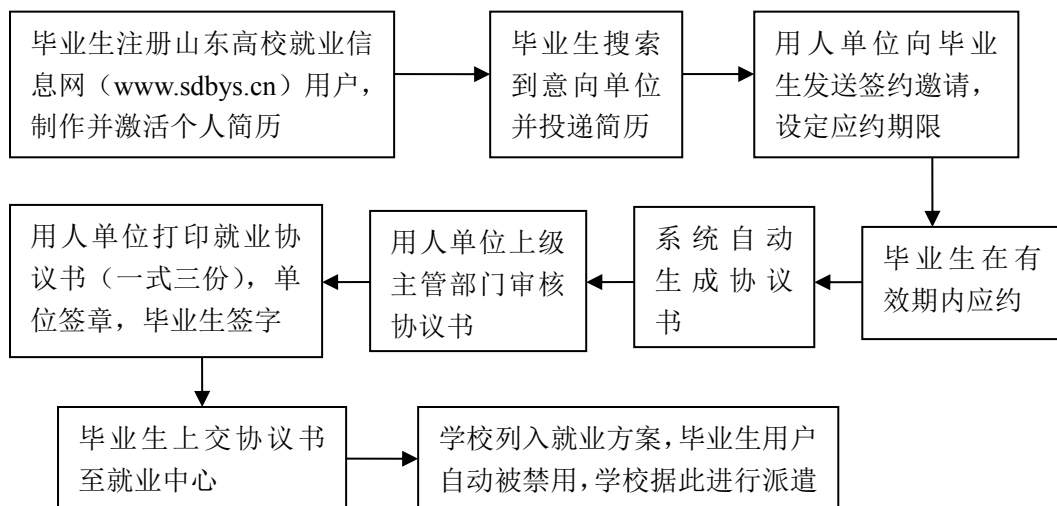 毕业生注册山东高校就业信
息网（www.sdbys.cn）用户，
制作并激活个人简历
毕业生搜索
到意向单位
并投递简历
用人单位向毕业
生发送签约邀请，
设定应约期限
毕业生在有
效期内应约
系统自动
生成协议
书
用人单位上级
主管部门审核
协议书
用人单位打印就业协
议书（一式三份），单
位签章，毕业生签字
毕业生上交协议书
至就业中心
学校列入就业方案，毕业生用户
自动被禁用，学校据此进行派遣